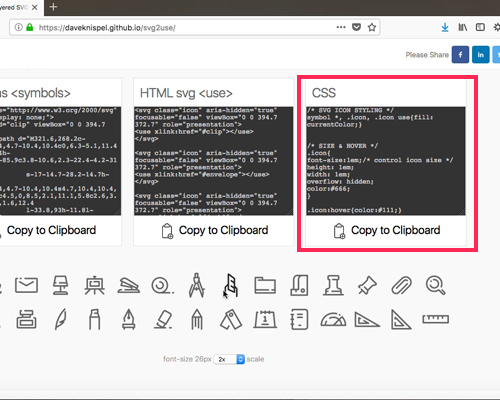 ayered SVG
https://daveknispel.github.io/svg2use/
Please Share
f
in
ns <symbols>
="http://www.w3.org/2000/svg"
splay: none;">
d="clip" viewBox="0 0 394.7
path d="M321.6,268.2c-
4,4.7-10.4,10.4c0,6.3-5.1,11.4
4h-
-85.9c3.8-10.6,2.3-22.4-4.2-31
s-17-14.7-28.2-14.7h-
4,4.7-10.4,10.4s4.7,10.4,10.4
c4.5,0,8.5,2.1,11.1,5.8c2.6,3.
1.6,12.4
l-33.8,93h-11.81-
Copy to Clipboard
HTML svg <use>
<svg class="icon" aria-hidden="true"
focusable="false" viewBox="0 0 394.7
372.7" role="presentation">
<use xlink:href="#clip"></use>
</svg>
<svg class="icon" aria-hidden="true"
focusable="false" viewBox="0 0 394.7
372.7" role="presentation">
<use xlink:href="#envelope"></use>
</svg>
<svg class="icon" aria-hidden="true"
focusable="false" viewBox="0 0 394.7
372.7" role="presentation">
Copy to Clipboard
CSS
/* SVG ICON STYLING */
symbol *, .icon, .icon use{fill:
currentColor;}
/* SIZE & HOVER */
.icon{
font-size:1em;/* control icon size */
height: 1em;
width: 1em;
overflow: hidden;
color:#666;
}
.icon:hover{color:#111;}
Copy to Clipboard
1
font-size 26px 2x scale